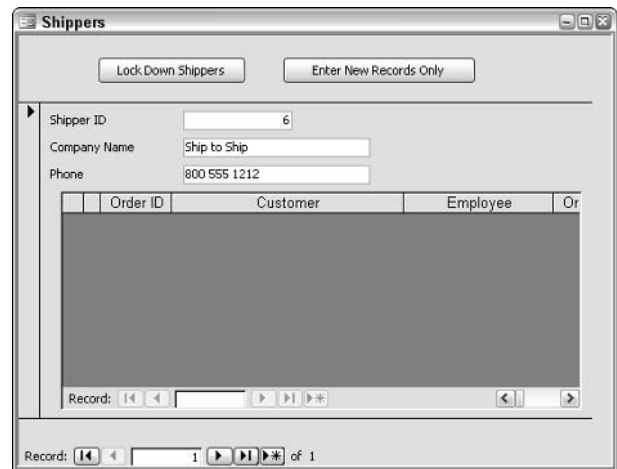 Shippers
Lock Down Shippers Enter New Records Only
Shipper ID 6
Company Name Ship to Ship
Phone 800 555 1212
Order ID Customer Employee Or
Record:
Record: 1 of 1